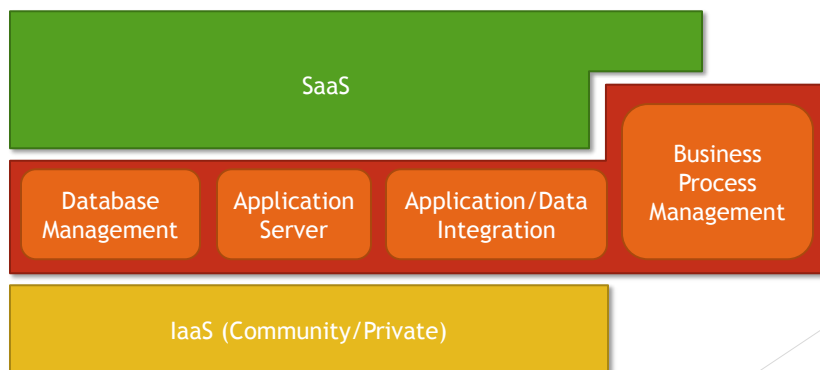 SaaS
Database
Management
Application
Server
Application/Data
Integration
Business
Process
Management
IaaS (Community/Private)